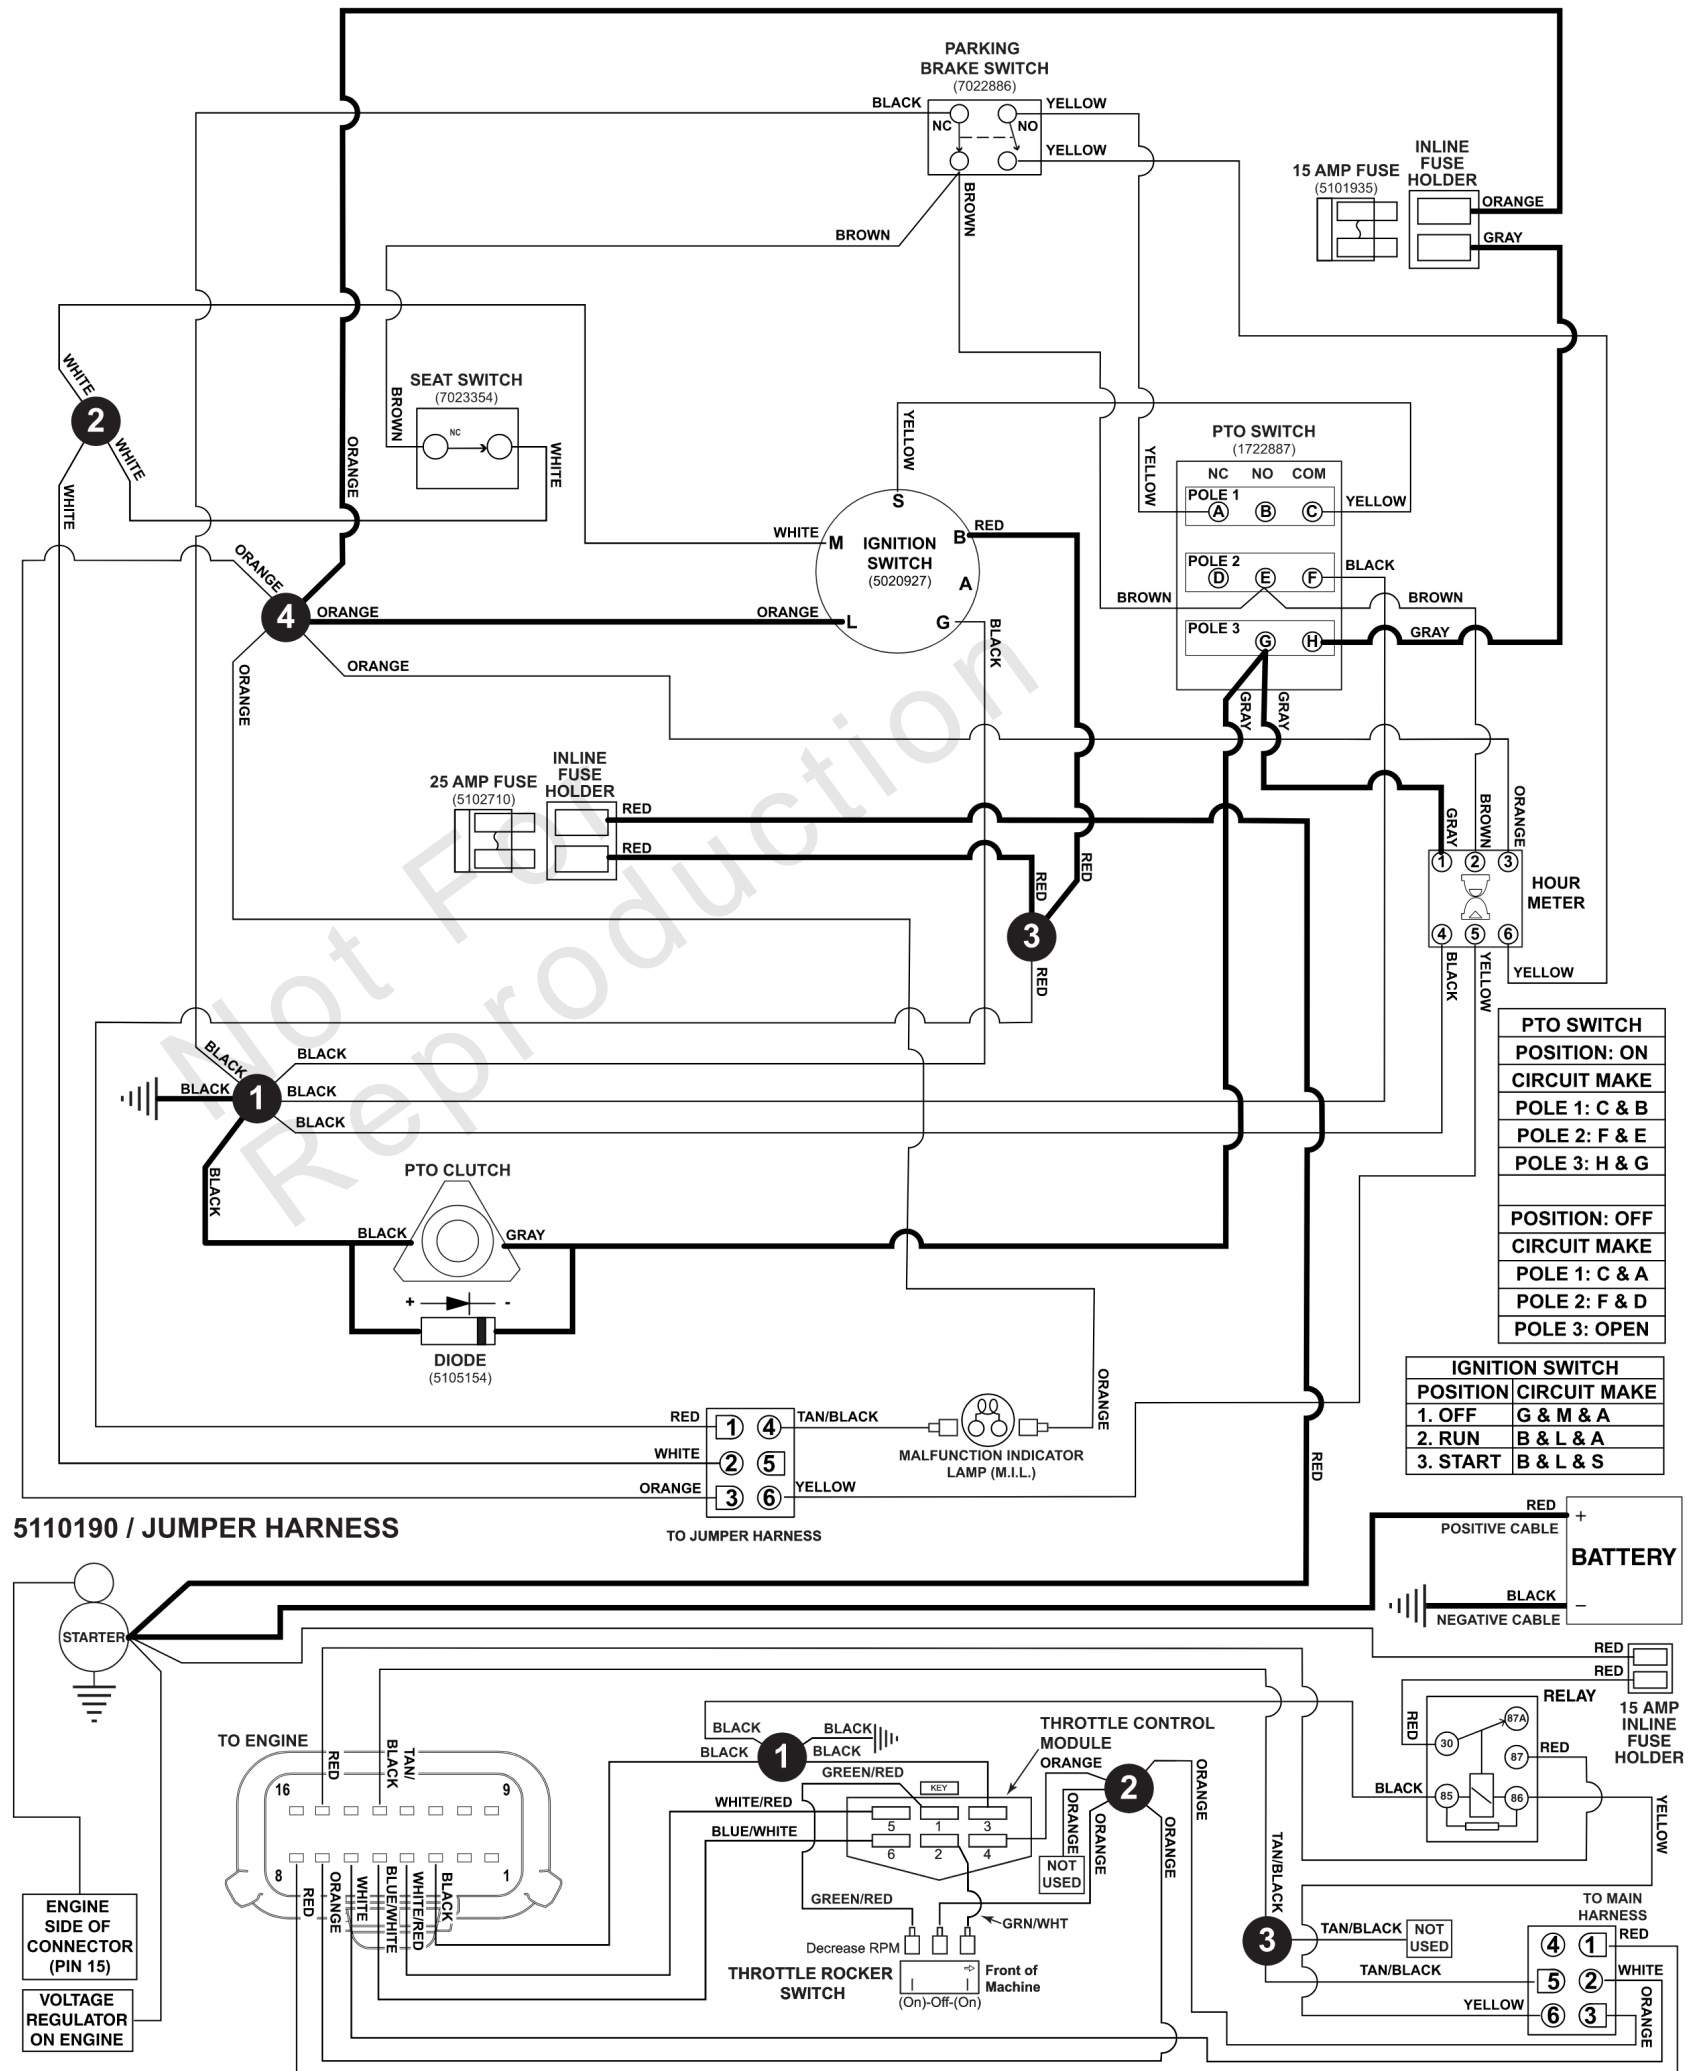 PARKING
BRAKE SWITCH
(7022886)
BLACK
YELLOW
NC
NO
YELLOW
BROWN
BROWN
15 AMP FUSE
(5101935)
INLINE
FUSE
HOLDER
ORANGE
GRAY
WHITE
2
WHITE
WHITE
SEAT SWITCH
(7023354)
NC
BROWN
WHITE
ORANGE
YELLOW
YELLOW
PTO SWITCH
(1722887)
NC NO COM
POLE 1
A B C
YELLOW
POLE 2
D E F
BLACK
BROWN
BROWN
POLE 3
G H
GRAY
GRAY
GRAY
S
WHITE
M
IGNITION
SWITCH
(5020927)
B
RED
A
L
G
BLACK
ORANGE
4
ORANGE
ORANGE
ORANGE
ORANGE
25 AMP FUSE
(5102710)
INLINE
FUSE
HOLDER
RED
RED
RED
RED
3
RED
GRAY
BROWN
ORANGE
1 2 3
HOUR
METER
4 5 6
BLACK
YELLOW
YELLOW
Not For
Reproduction
BLACK
BLACK
BLACK
1
BLACK
BLACK
BLACK
PTO CLUTCH
BLACK
GRAY
+ -
DIODE
(5105154)
PTO SWITCH
POSITION: ON
CIRCUIT MAKE
POLE 1: C & B
POLE 2: F & E
POLE 3: H & G
POSITION: OFF
CIRCUIT MAKE
POLE 1: C & A
POLE 2: F & D
POLE 3: OPEN
IGNITION SWITCH
POSITION CIRCUIT MAKE
1. OFF G & M & A
2. RUN B & L & A
3. START B & L & S
RED
1 4
TAN/BLACK
WHITE
2 5
ORANGE
3 6
YELLOW
TO JUMPER HARNESS
MALFUNCTION INDICATOR
LAMP (M.I.L.)
ORANGE
RED
5110190 / JUMPER HARNESS
RED
POSITIVE CABLE
+
BATTERY
BLACK
NEGATIVE CABLE
−
STARTER
RED
RED
15 AMP
INLINE
FUSE
HOLDER
RELAY
87A
RED
30
87
RED
BLACK
85
86
YELLOW
TO ENGINE
RED
TAN/
BLACK
16 9
8 1
RED
ORANGE
WHITE
BLUE/WHITE
WHITE/RED
BLACK
BLACK
BLACK
1
BLACK
BLACK
THROTTLE CONTROL
MODULE
GREEN/RED
KEY
WHITE/RED
5 1 3
BLUE/WHITE
6 2 4
ORANGE
2
ORANGE
ORANGE
ORANGE
ORANGE
NOT
USED
GREEN/RED
GRN/WHT
Decrease RPM
THROTTLE ROCKER
SWITCH
Front of
Machine
(On)-Off-(On)
TAN/BLACK
3
TAN/BLACK
NOT
USED
TAN/BLACK
TO MAIN
HARNESS
4 1
RED
5 2
WHITE
YELLOW
6 3
ORANGE
ENGINE
SIDE OF
CONNECTOR
(PIN 15)
VOLTAGE
REGULATOR
ON ENGINE